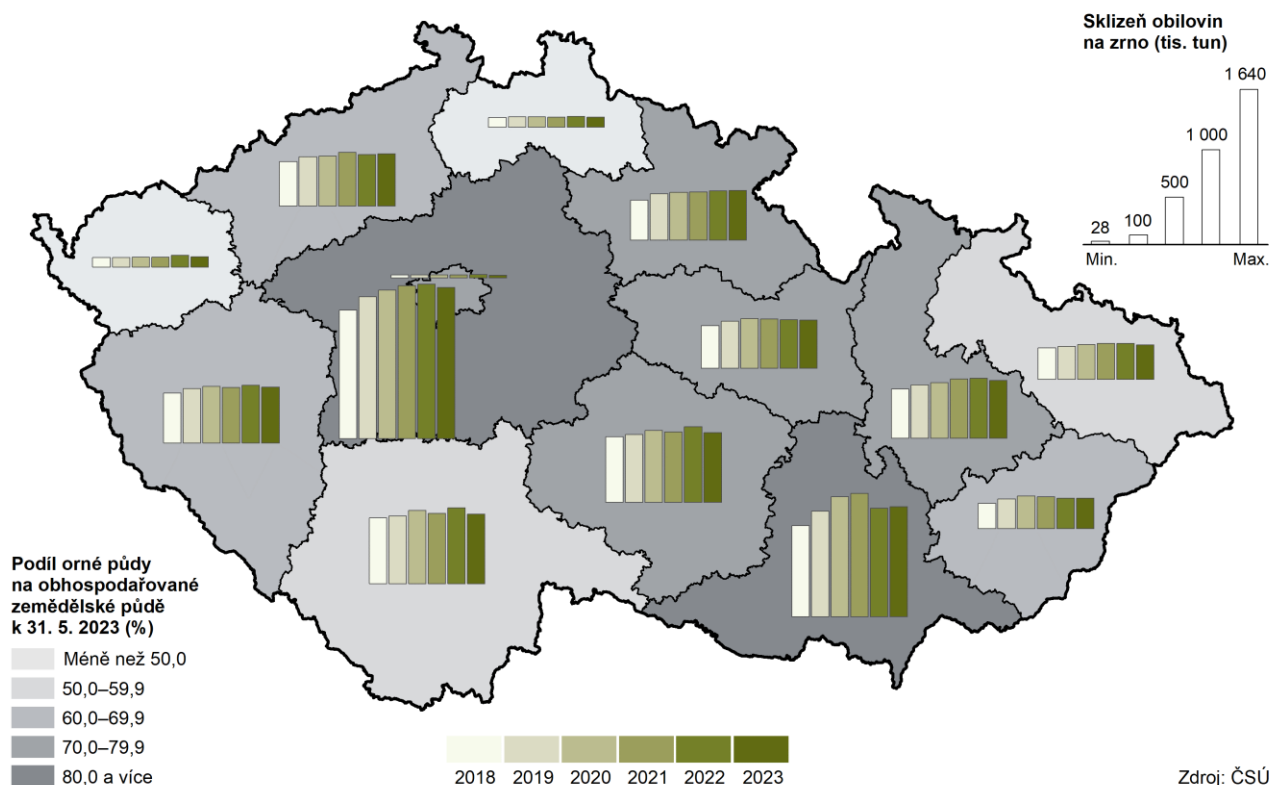 Sklizeň obilovin
na zrno (tis. tun)
1 640
1 000
500
100
28
Min.
Max.
Podíl orné půdy
na obhospodařované
zemědělské půdě
k 31. 5. 2023 (%)
Méně než 50,0
50,0–59,9
60,0–69,9
70,0–79,9
80,0 a více
2018 2019 2020 2021 2022 2023
Zdroj: ČSÚ